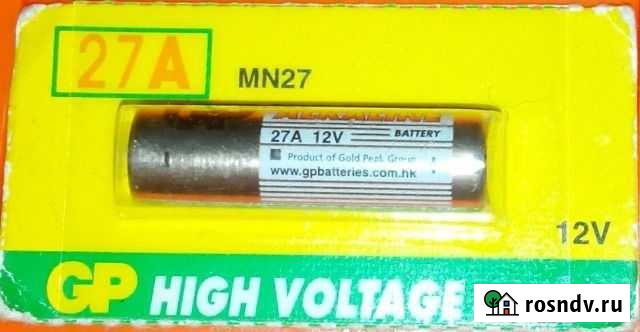 27A
MN27
ALKALINE
BATTERY
27A 12V
Product of Gold Peak Group
www.gpbatteries.com.hk
12V
GP HIGH VOLTAGE
rosndv.ru